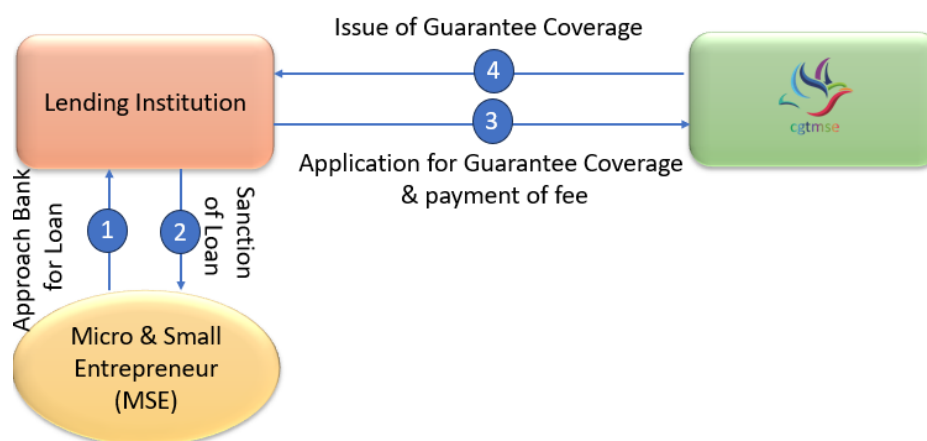 Issue of Guarantee Coverage
4
Lending Institution
cgtmse
3
Application for Guarantee Coverage
& payment of fee
Approach Bank
for Loan
1
2
Sanction
of Loan
Micro & Small
Entrepreneur
(MSE)